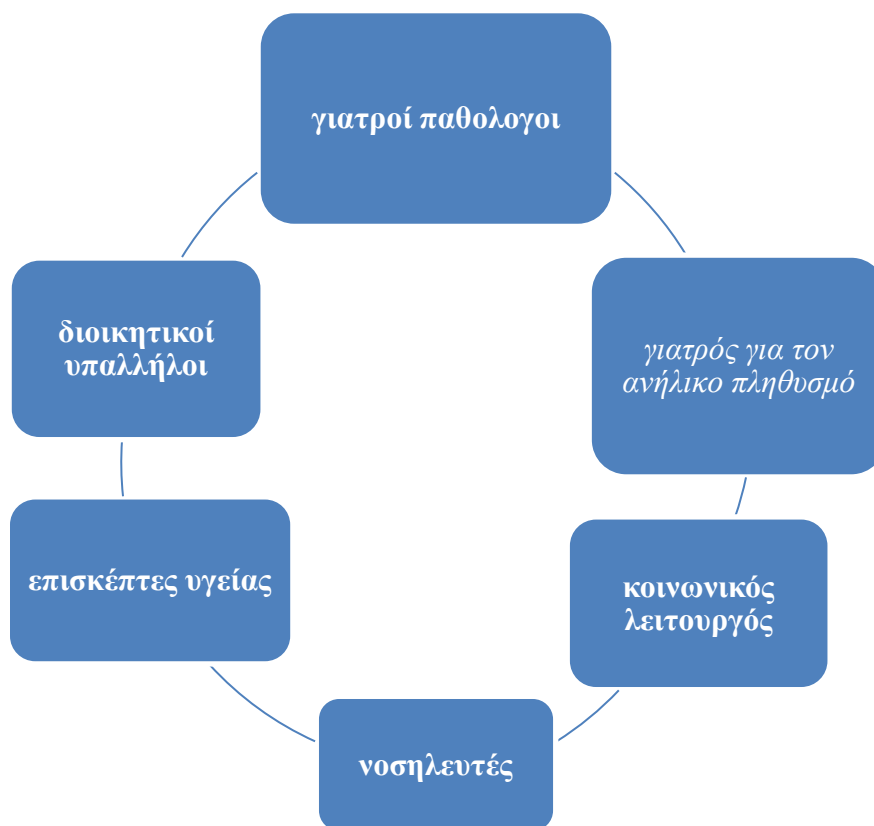 γιατροί παθολογοι
γιατρός για τον
ανήλικο πληθυσμό
κοινωνικός
λειτουργός
νοσηλευτές
επισκέπτες υγείας
διοικητικοί
υπαλλήλοι